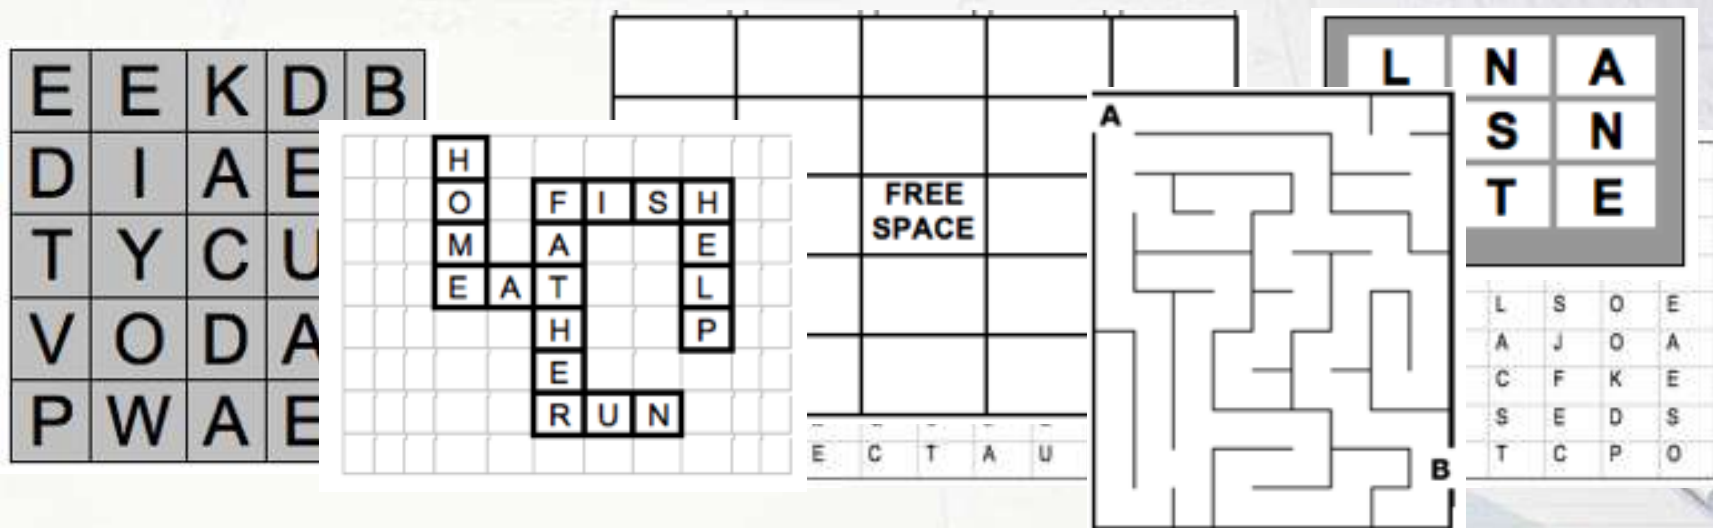 E E K D B
D I A E
T Y C U
V O D A
P W A E
H
O F I S H
M A E
E A T L
H P
E
R U N
FREE
SPACE
E C T A U
A
B
L N A
S N
T E
L S O E
A J O A
C F K E
S E D S
T C P O